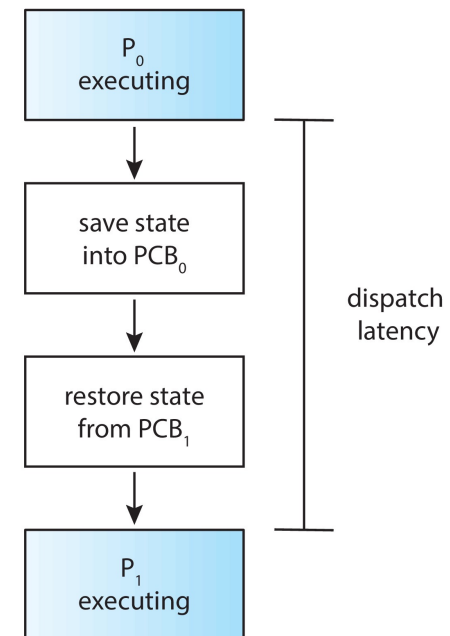 P₀
executing
save state
into PCB₀
dispatch
latency
restore state
from PCB₁
P₁
executing